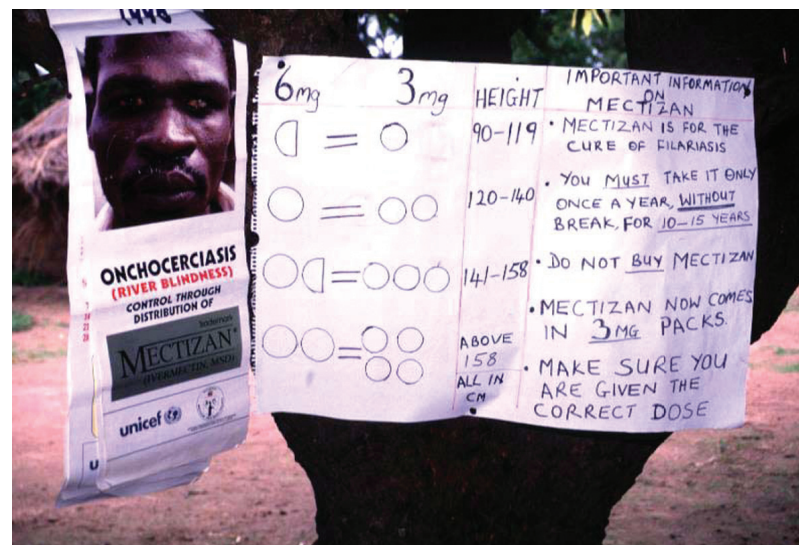 1998
ONCHOCERCIASIS
(RIVER BLINDNESS)
CONTROL THROUGH
DISTRIBUTION OF
MECTIZAN
(IVERMECTIN, MSD)
unicef
U
6mg 3mg HEIGHT
= 90-119
= 120-140
= 141-158
= ABOVE
158
ALL IN
CM
IMPORTANT INFORMATION
ON
MECTIZAN
• MECTIZAN IS FOR THE
CURE OF FILARIASIS
• YOU MUST TAKE IT ONLY
ONCE A YEAR, WITHOUT
BREAK, FOR 10-15 YEARS
• DO NOT BUY MECTIZAN
• MECTIZAN NOW COMES
IN 3MG PACKS.
• MAKE SURE YOU
ARE GIVEN THE
CORRECT DOSE